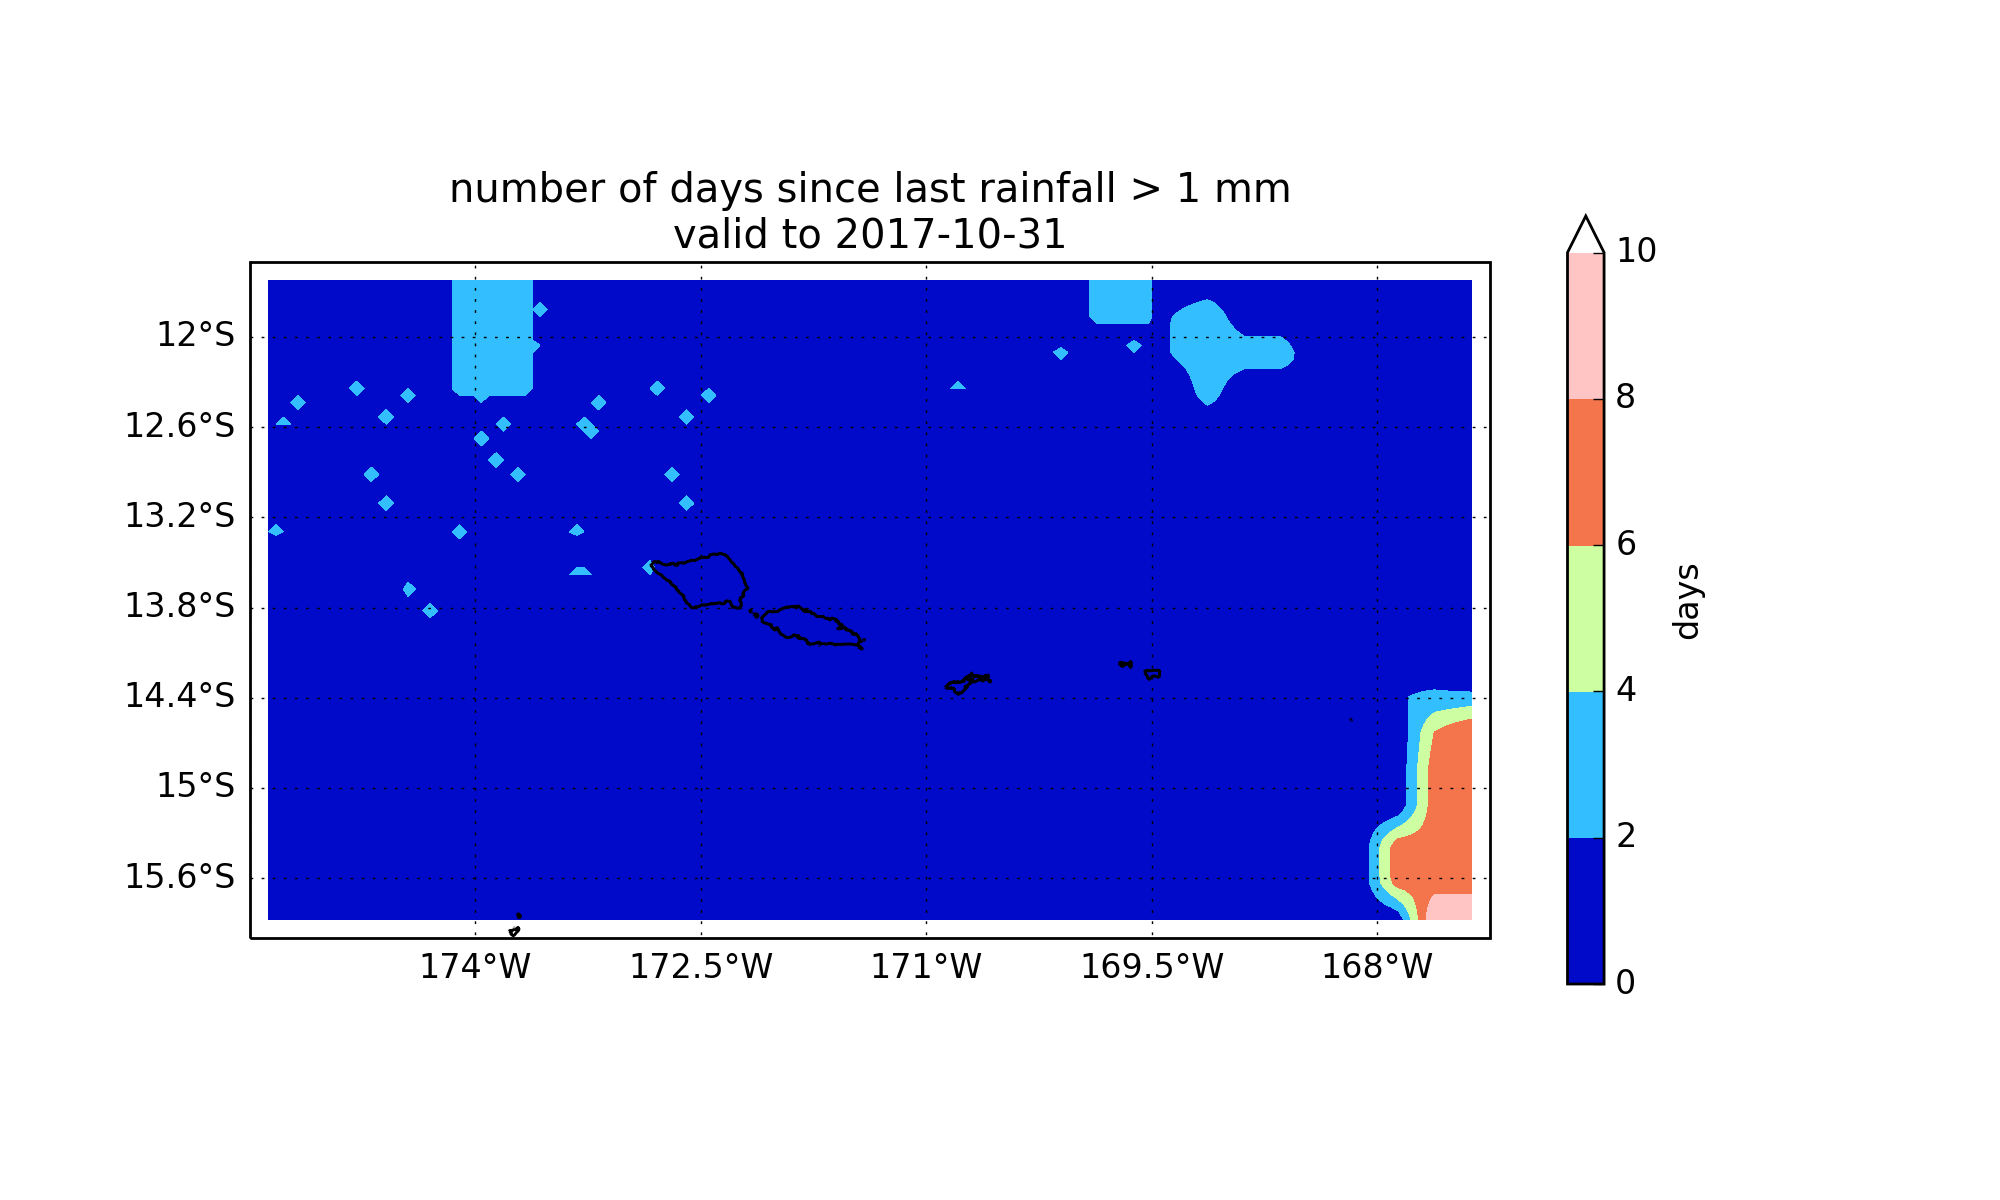 number of days since last rainfall > 1 mm
valid to 2017-10-31
12°S
12.6°S
13.2°S
13.8°S
14.4°S
15°S
15.6°S
174°W
172.5°W
171°W
169.5°W
168°W
10
8
6
4
2
0
days